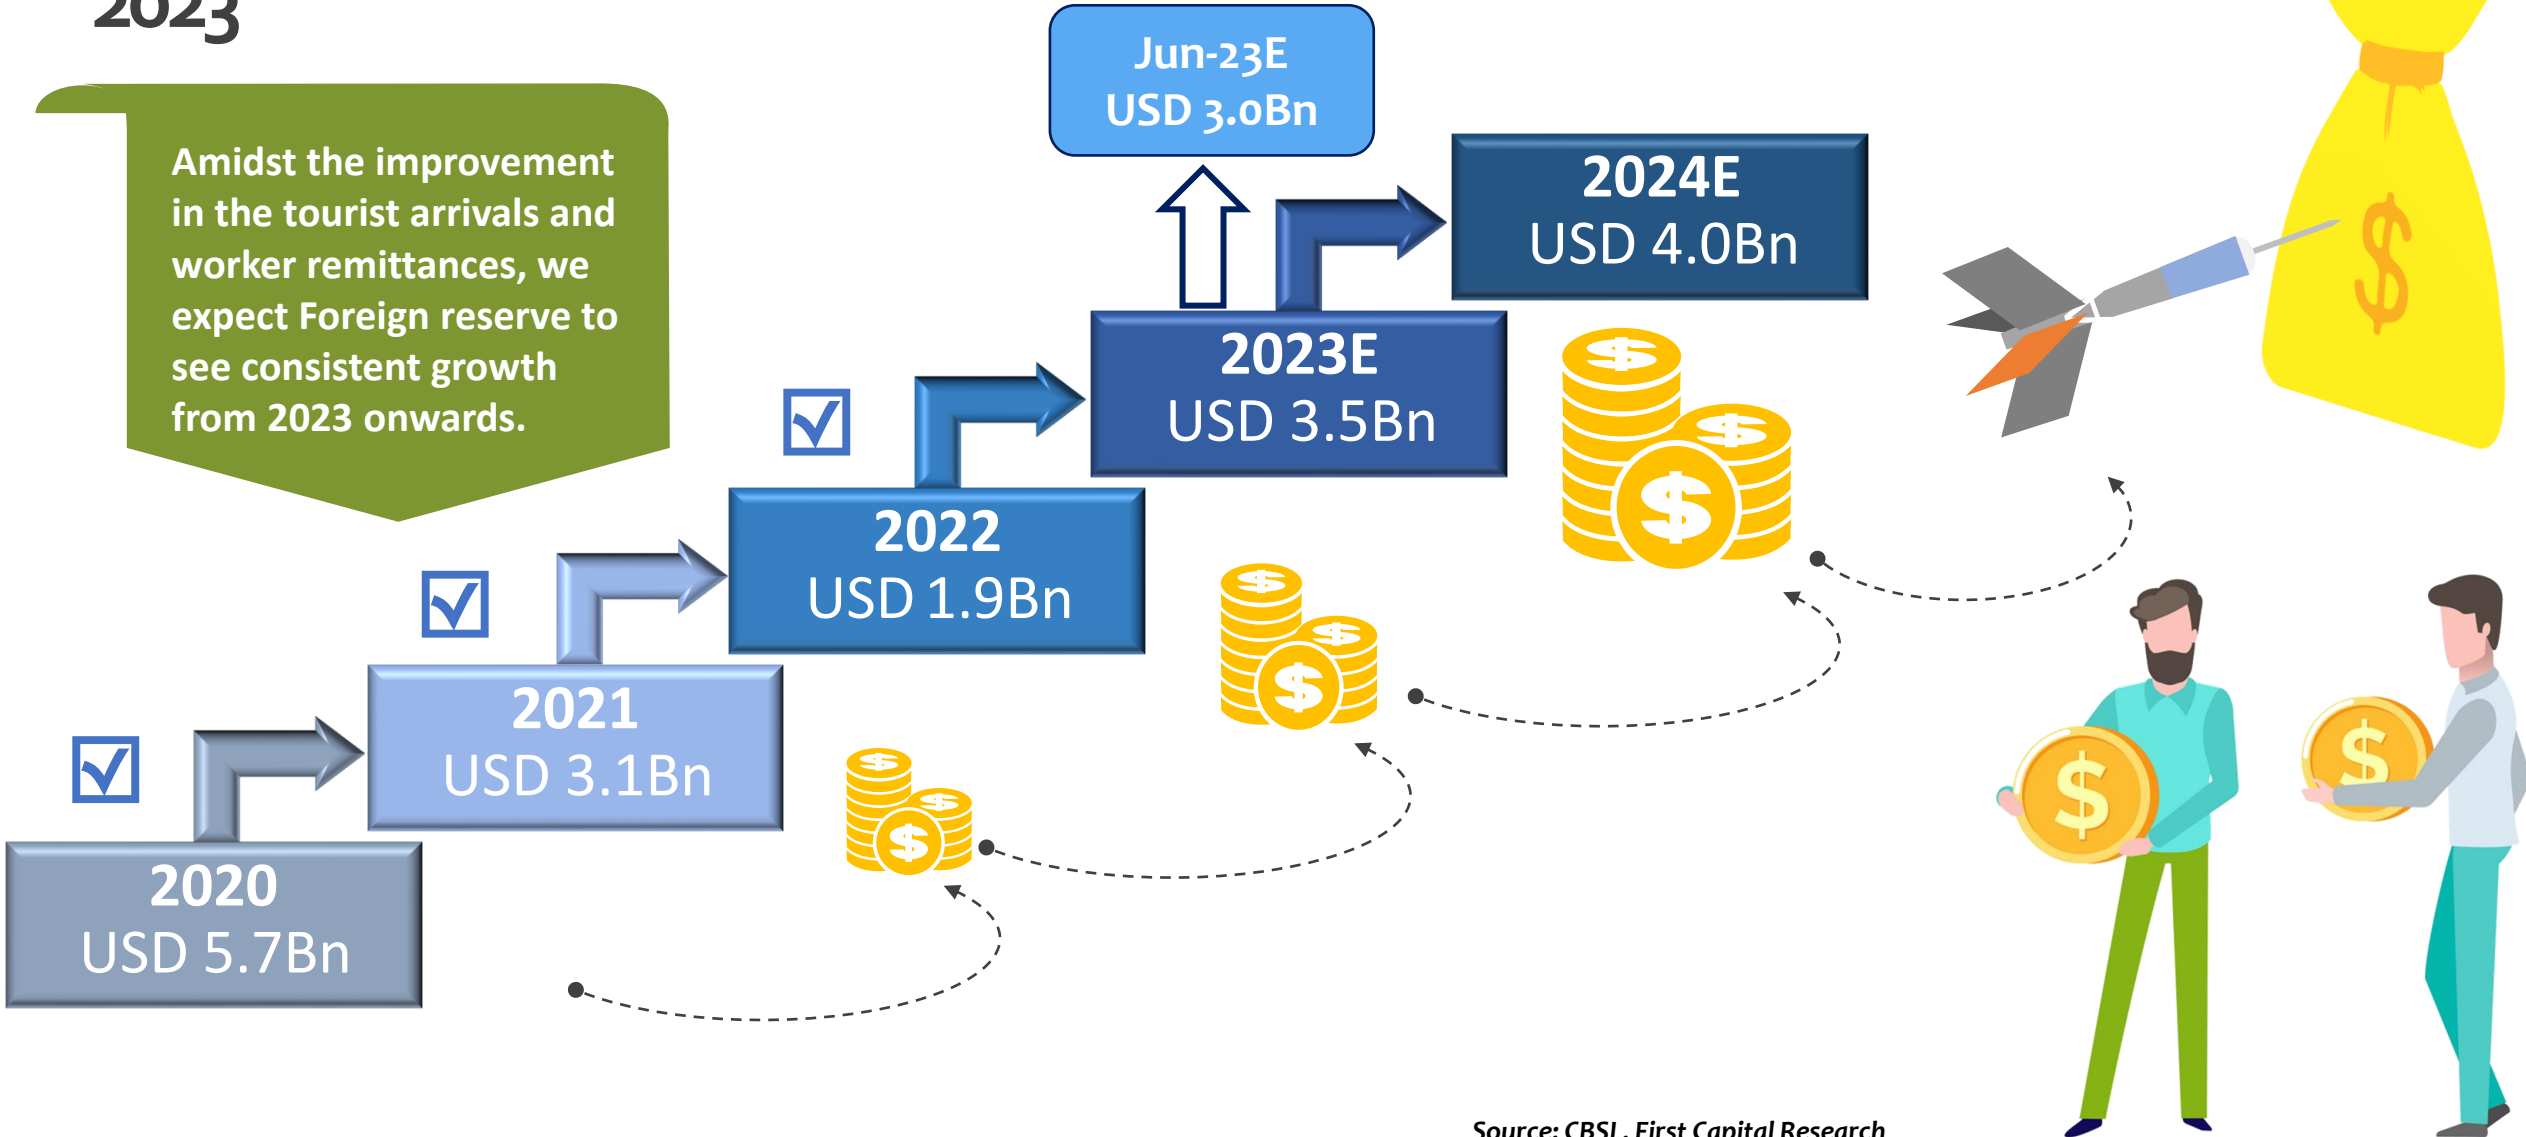 2023
Amidst the improvement
in the tourist arrivals and
worker remittances, we
expect Foreign reserve to
see consistent growth
from 2023 onwards.
Jun-23E
USD 3.0Bn
2024E
USD 4.0Bn
2023E
USD 3.5Bn
2022
USD 1.9Bn
2021
USD 3.1Bn
2020
USD 5.7Bn
Source: CBSL, First Capital Research